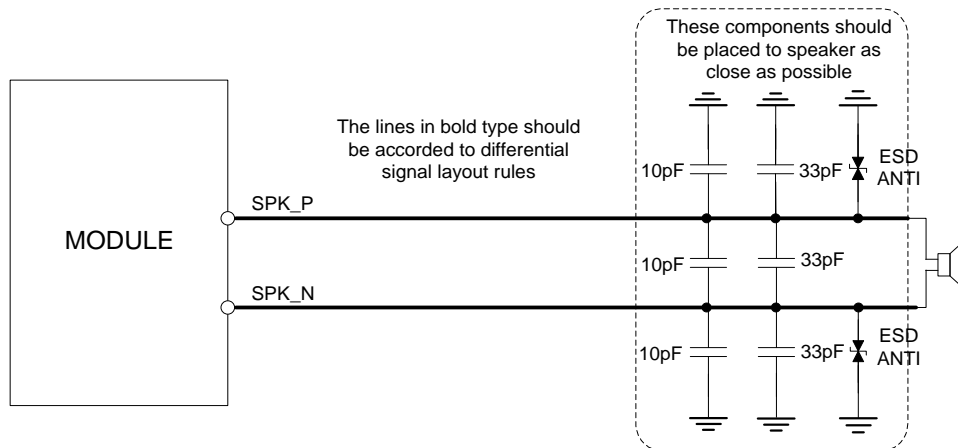 These components should
be placed to speaker as
close as possible
The lines in bold type should
be accorded to differential
signal layout rules
10pF
33pF
ESD
ANTI
SPK_P
MODULE
10pF
33pF
SPK_N
10pF
33pF
ESD
ANTI